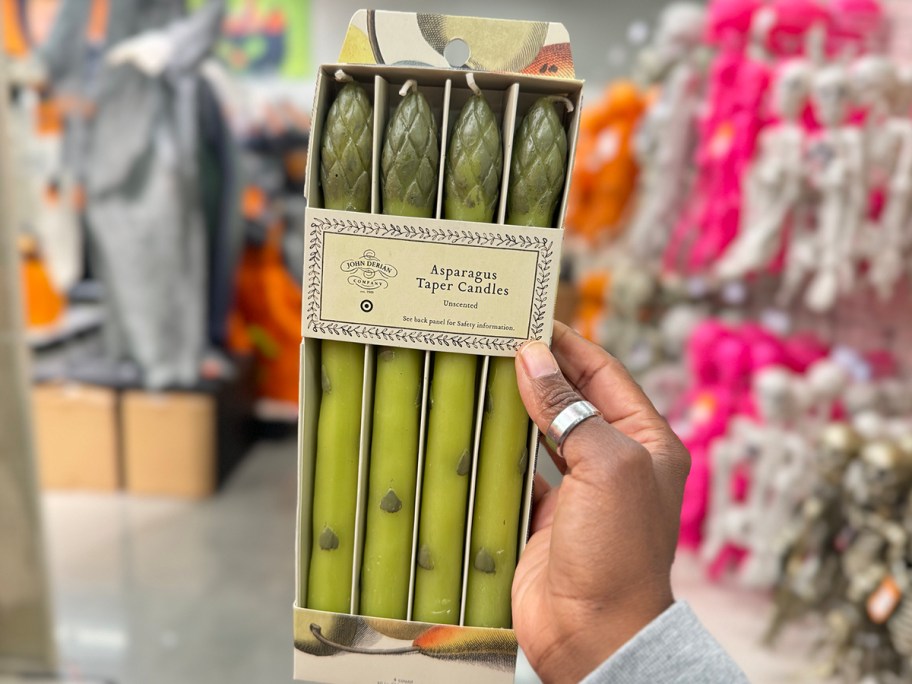 JOHN DERIAN
COMPANY
Asparagus
Taper Candles
Unscented
See back panel for Safety information.